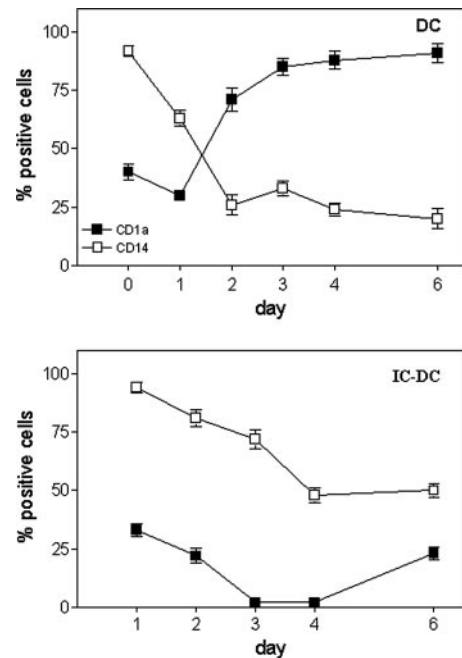 DC
100
75
50
25
0
% positive cells
CD1a
CD14
0 1 2 3 4 6
day
IC-DC
100
75
50
25
0
% positive cells
1 2 3 4 6
day